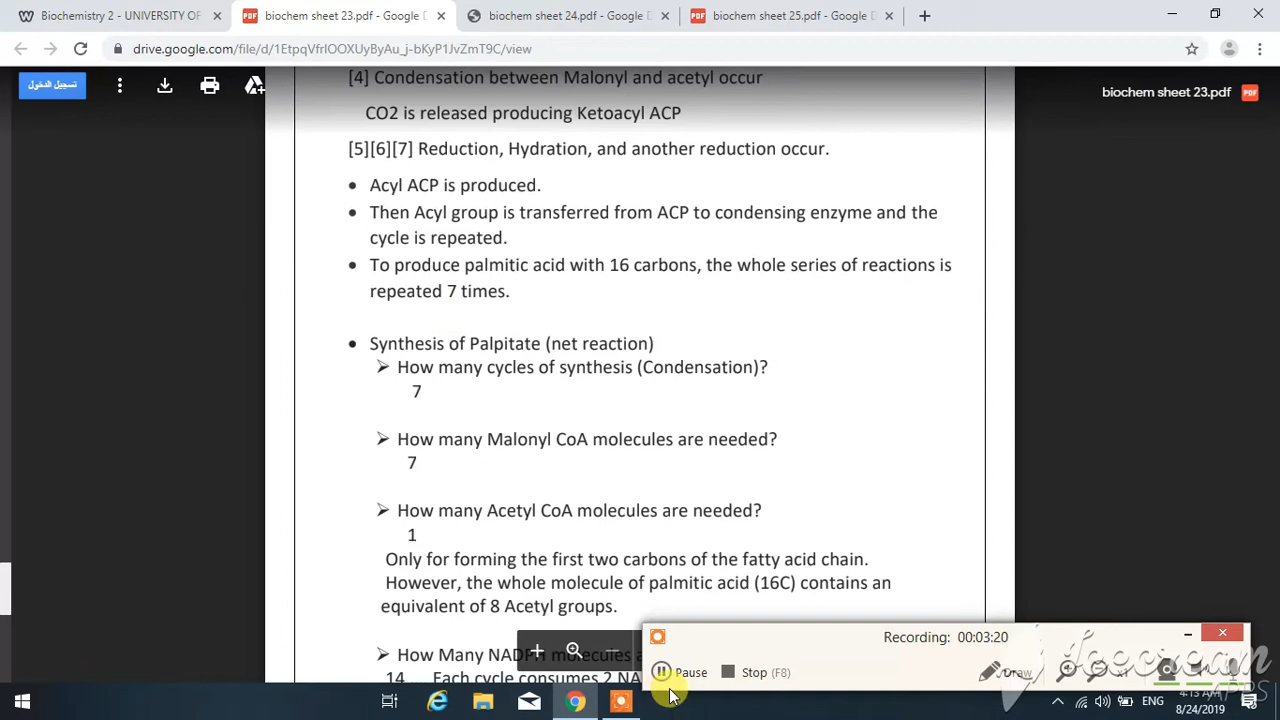 Biochemistry 2 - UNIVERSITY OF
biochem sheet 23.pdf - Google D
biochem sheet 24.pdf - Google D
biochem sheet 25.pdf - Google D
drive.google.com/file/d/1EtpqVfrIOOXUyByAu_j-bKyP1JvZmT9C/view
تسجيل الدخول
biochem sheet 23.pdf
[4] Condensation between Malonyl and acetyl occur
CO2 is released producing Ketoacyl ACP
[5][6][7] Reduction, Hydration, and another reduction occur.
• Acyl ACP is produced.
• Then Acyl group is transferred from ACP to condensing enzyme and the
cycle is repeated.
• To produce palmitic acid with 16 carbons, the whole series of reactions is
repeated 7 times.
• Synthesis of Palpitate (net reaction)
➢ How many cycles of synthesis (Condensation)?
7
➢ How many Malonyl CoA molecules are needed?
7
➢ How many Acetyl CoA molecules are needed?
1
Only for forming the first two carbons of the fatty acid chain.
However, the whole molecule of palmitic acid (16C) contains an
equivalent of 8 Acetyl groups.
Recording: 00:03:20
➢ How Many NADPH molecules
Pause
Stop (F8)
Draw
x1
14 Each cycle consumes 2 NA
icecream
APPS
ENG
4:13 AM
8/24/2019